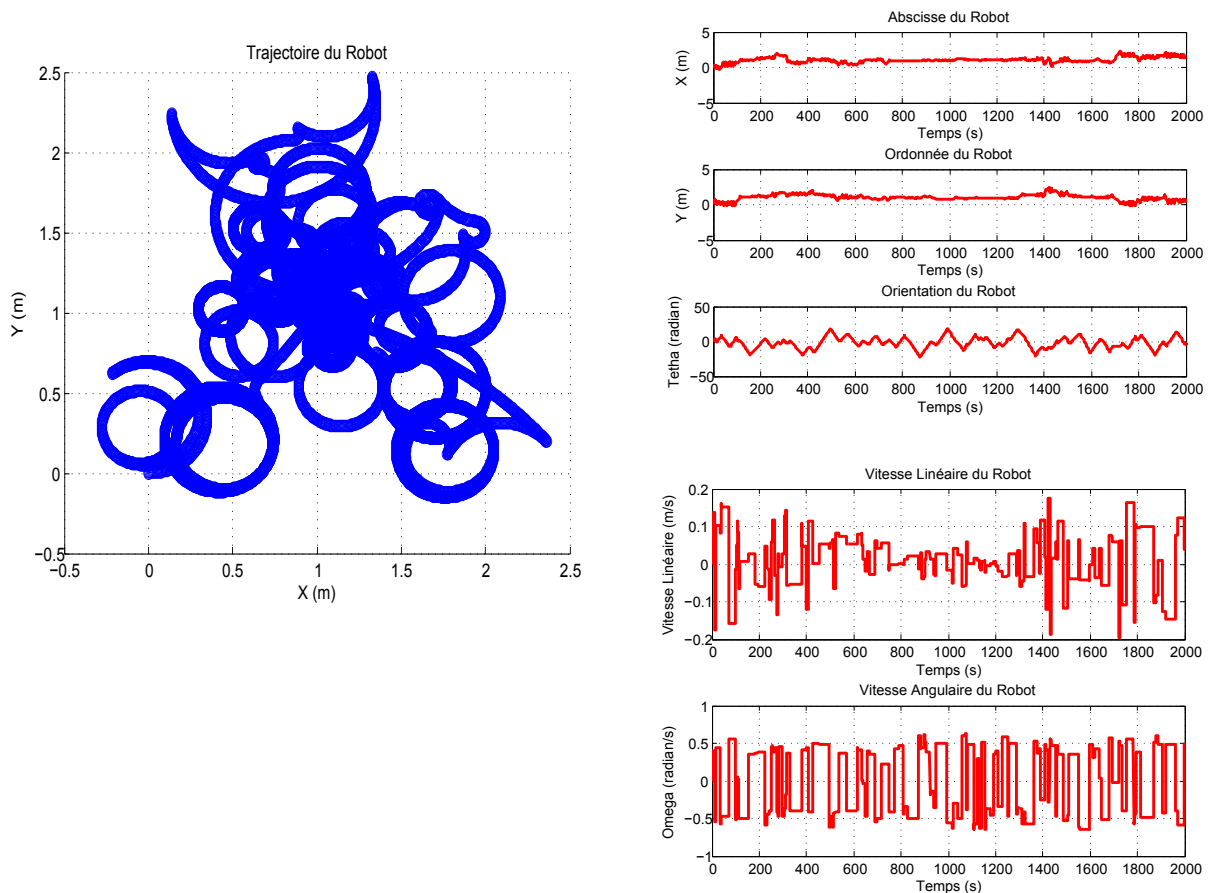 Trajectoire du Robot
2.5
2
1.5
1
0.5
0
−0.5
−0.5 0 0.5 1 1.5 2 2.5
X (m)
Y (m)
Abscisse du Robot
5
0
−5
0 200 400 600 800 1000 1200 1400 1600 1800 2000
Temps (s)
X (m)
Ordonnée du Robot
5
0
−5
0 200 400 600 800 1000 1200 1400 1600 1800 2000
Temps (s)
Y (m)
Orientation du Robot
50
0
−50
0 200 400 600 800 1000 1200 1400 1600 1800 2000
Temps (s)
Tetha (radian)
Vitesse Linéaire du Robot
0.2
0.1
0
−0.1
−0.2
0 200 400 600 800 1000 1200 1400 1600 1800 2000
Temps (s)
Vitesse Linéaire (m/s)
Vitesse Angulaire du Robot
1
0.5
0
−0.5
−1
0 200 400 600 800 1000 1200 1400 1600 1800 2000
Temps (s)
Omega (radian/s)